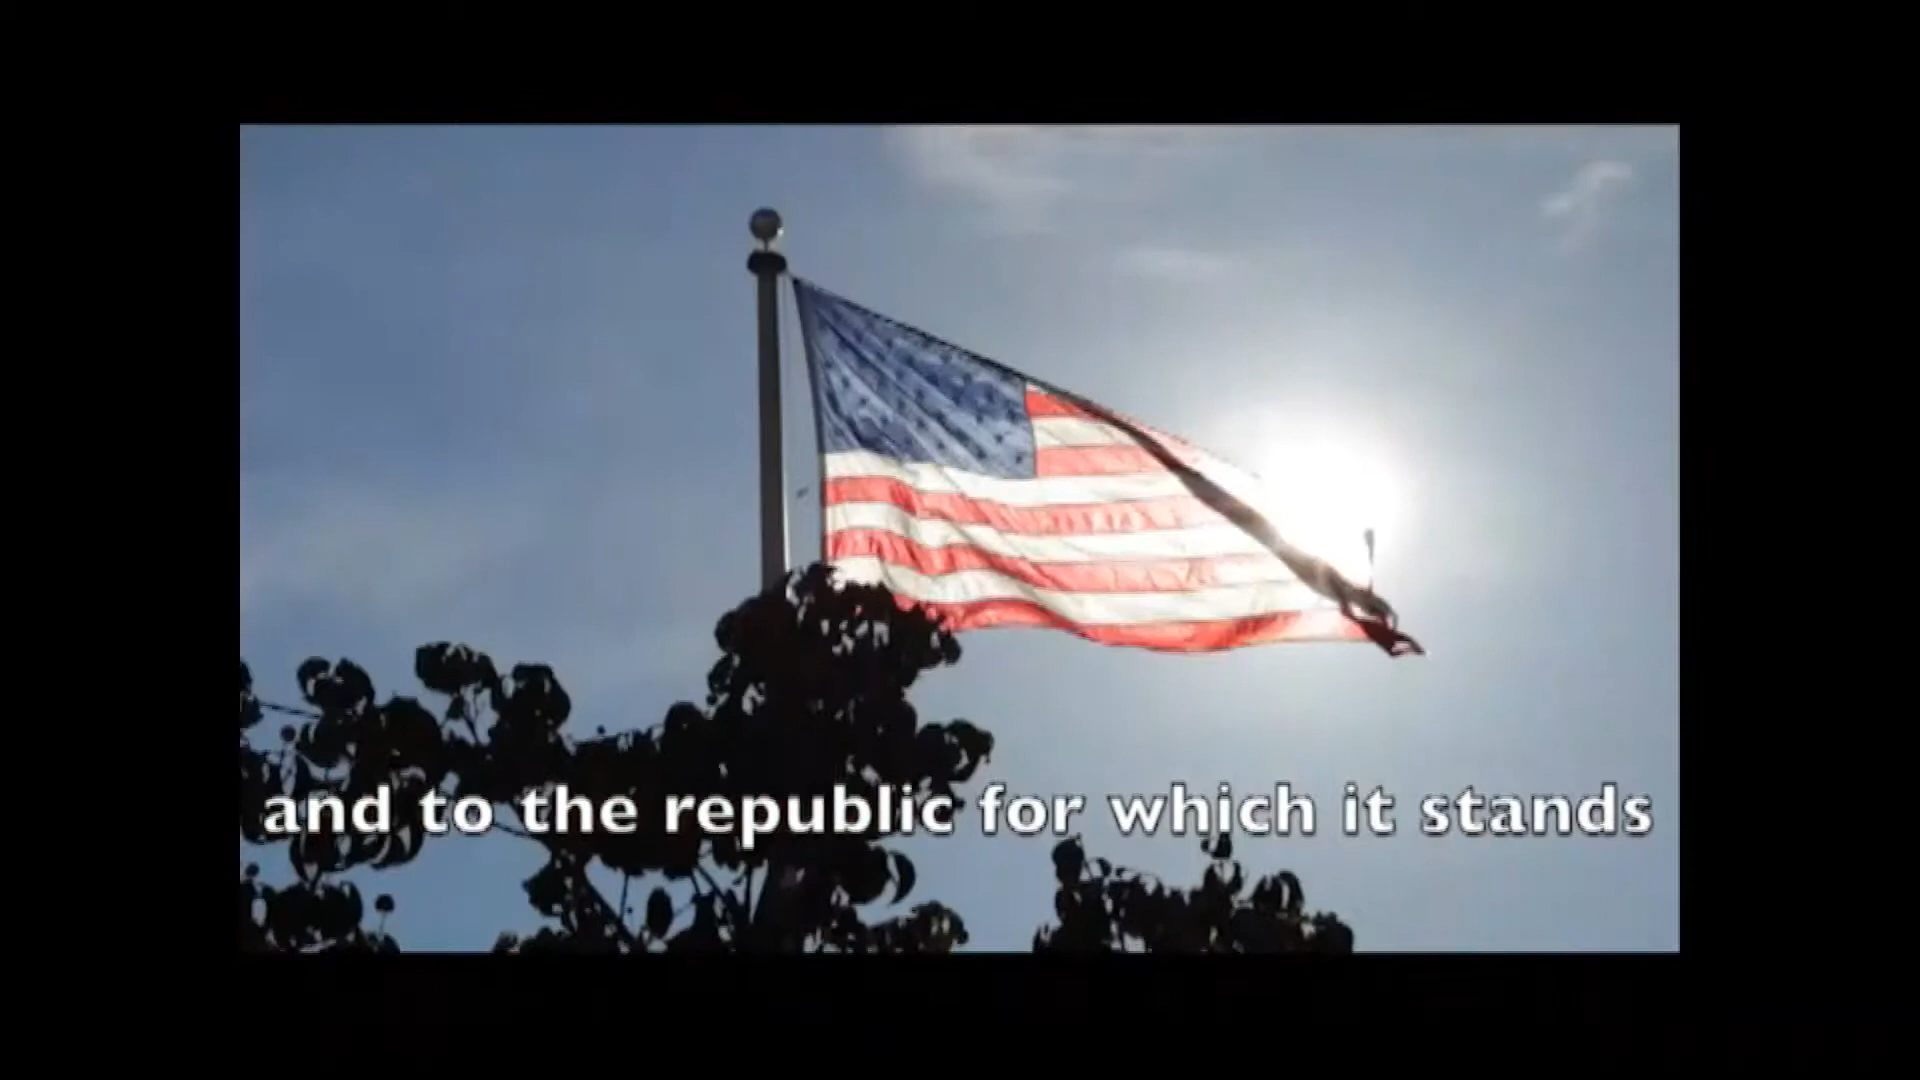 and to the republic for which it stands